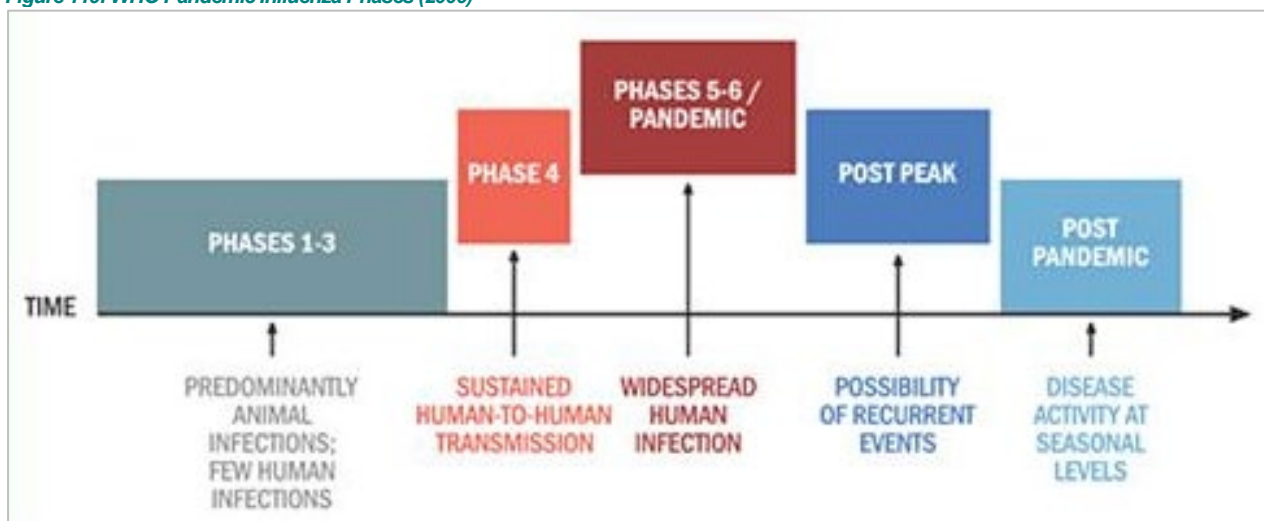 PHASES 5-6 /
PANDEMIC
PHASE 4
POST PEAK
PHASES 1-3
POST
PANDEMIC
TIME
PREDOMINANTLY
ANIMAL
INFECTIONS;
FEW HUMAN
INFECTIONS
SUSTAINED
HUMAN-TO-HUMAN
TRANSMISSION
WIDESPREAD
HUMAN
INFECTION
POSSIBILITY
OF RECURRENT
EVENTS
DISEASE
ACTIVITY AT
SEASONAL
LEVELS